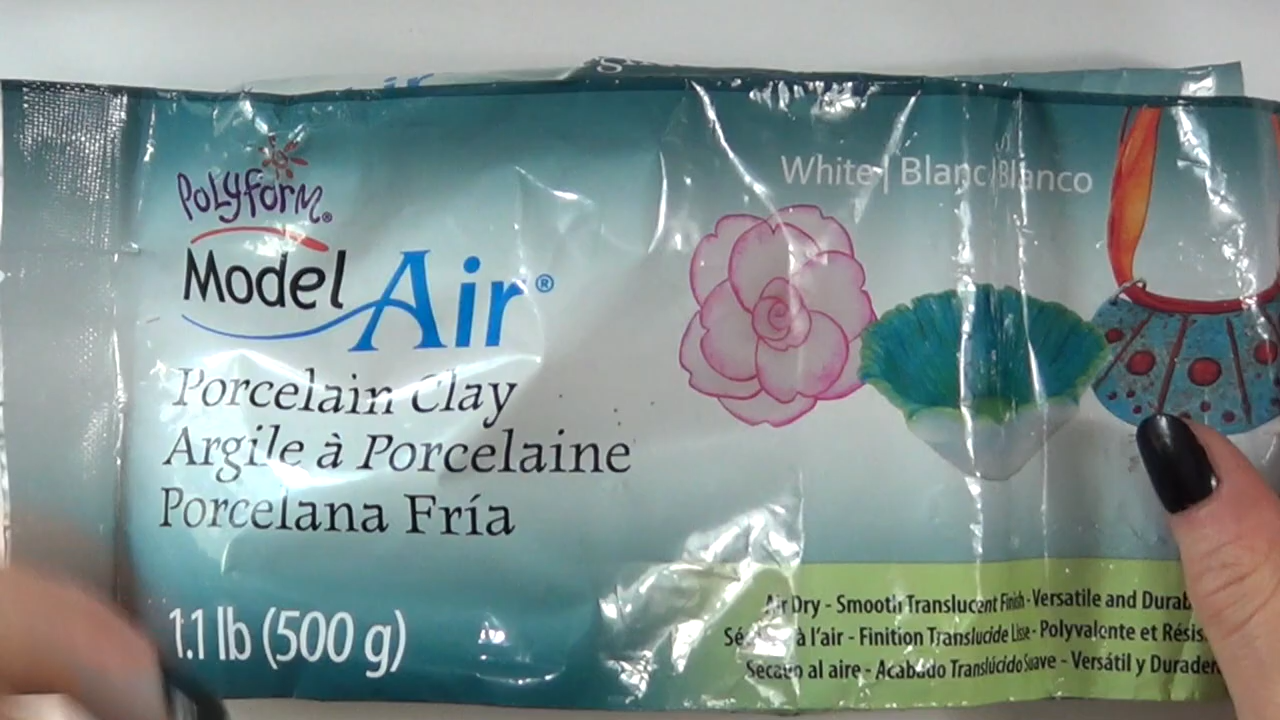 White | Blanc | Blanco
Polyform®
Model Air®
Porcelain Clay
Argile à Porcelaine
Porcelana Fría
1.1 lb (500 g)
Air Dry - Smooth Translucent Finish - Versatile and
à l'air - Finition Translucide Lisse - Polyvalente et
Secado al aire - Acabado Translúcido Suave - Versátil y